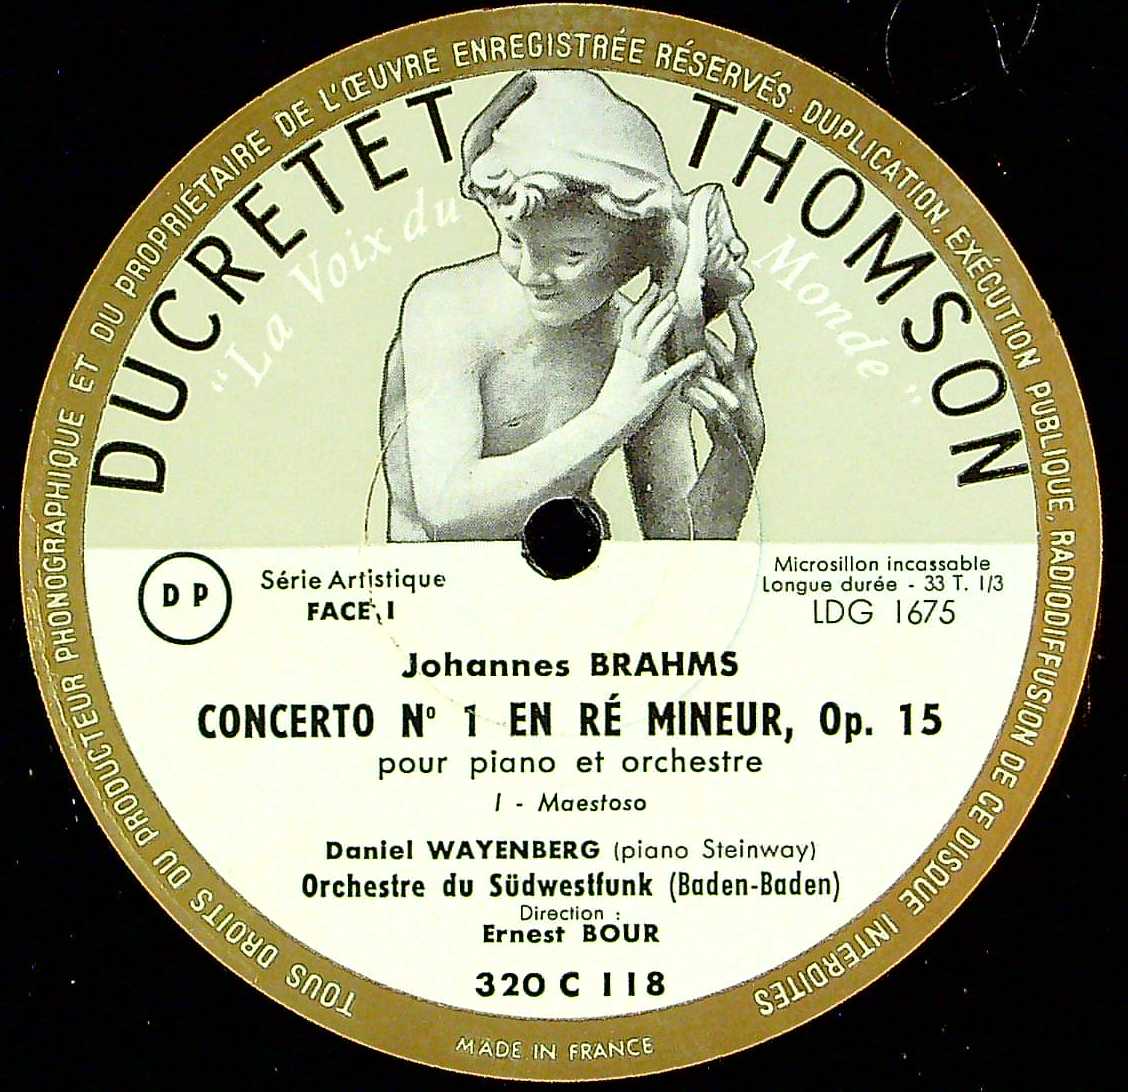 TOUS DROITS DU PRODUCTEUR PHONOGRAPHIQUE ET DU PROPRIÉTAIRE DE L'ŒUVRE ENREGISTRÉE RÉSERVÉS. DUPLICATION, EXÉCUTION PUBLIQUE, RADIODIFFUSION DE CE DISQUE INTERDITES
DUCRETET THOMSON
“La Voix du Monde”
DP
Série Artistique
FACE I
Microsillon incassable
Longue durée - 33 T. 1/3
LDG 1675
Johannes BRAHMS
CONCERTO Nº 1 EN RÉ MINEUR, Op. 15
pour piano et orchestre
I - Maestoso
Daniel WAYENBERG (piano Steinway)
Orchestre du Südwestfunk (Baden-Baden)
Direction :
Ernest BOUR
320 C 118
MADE IN FRANCE